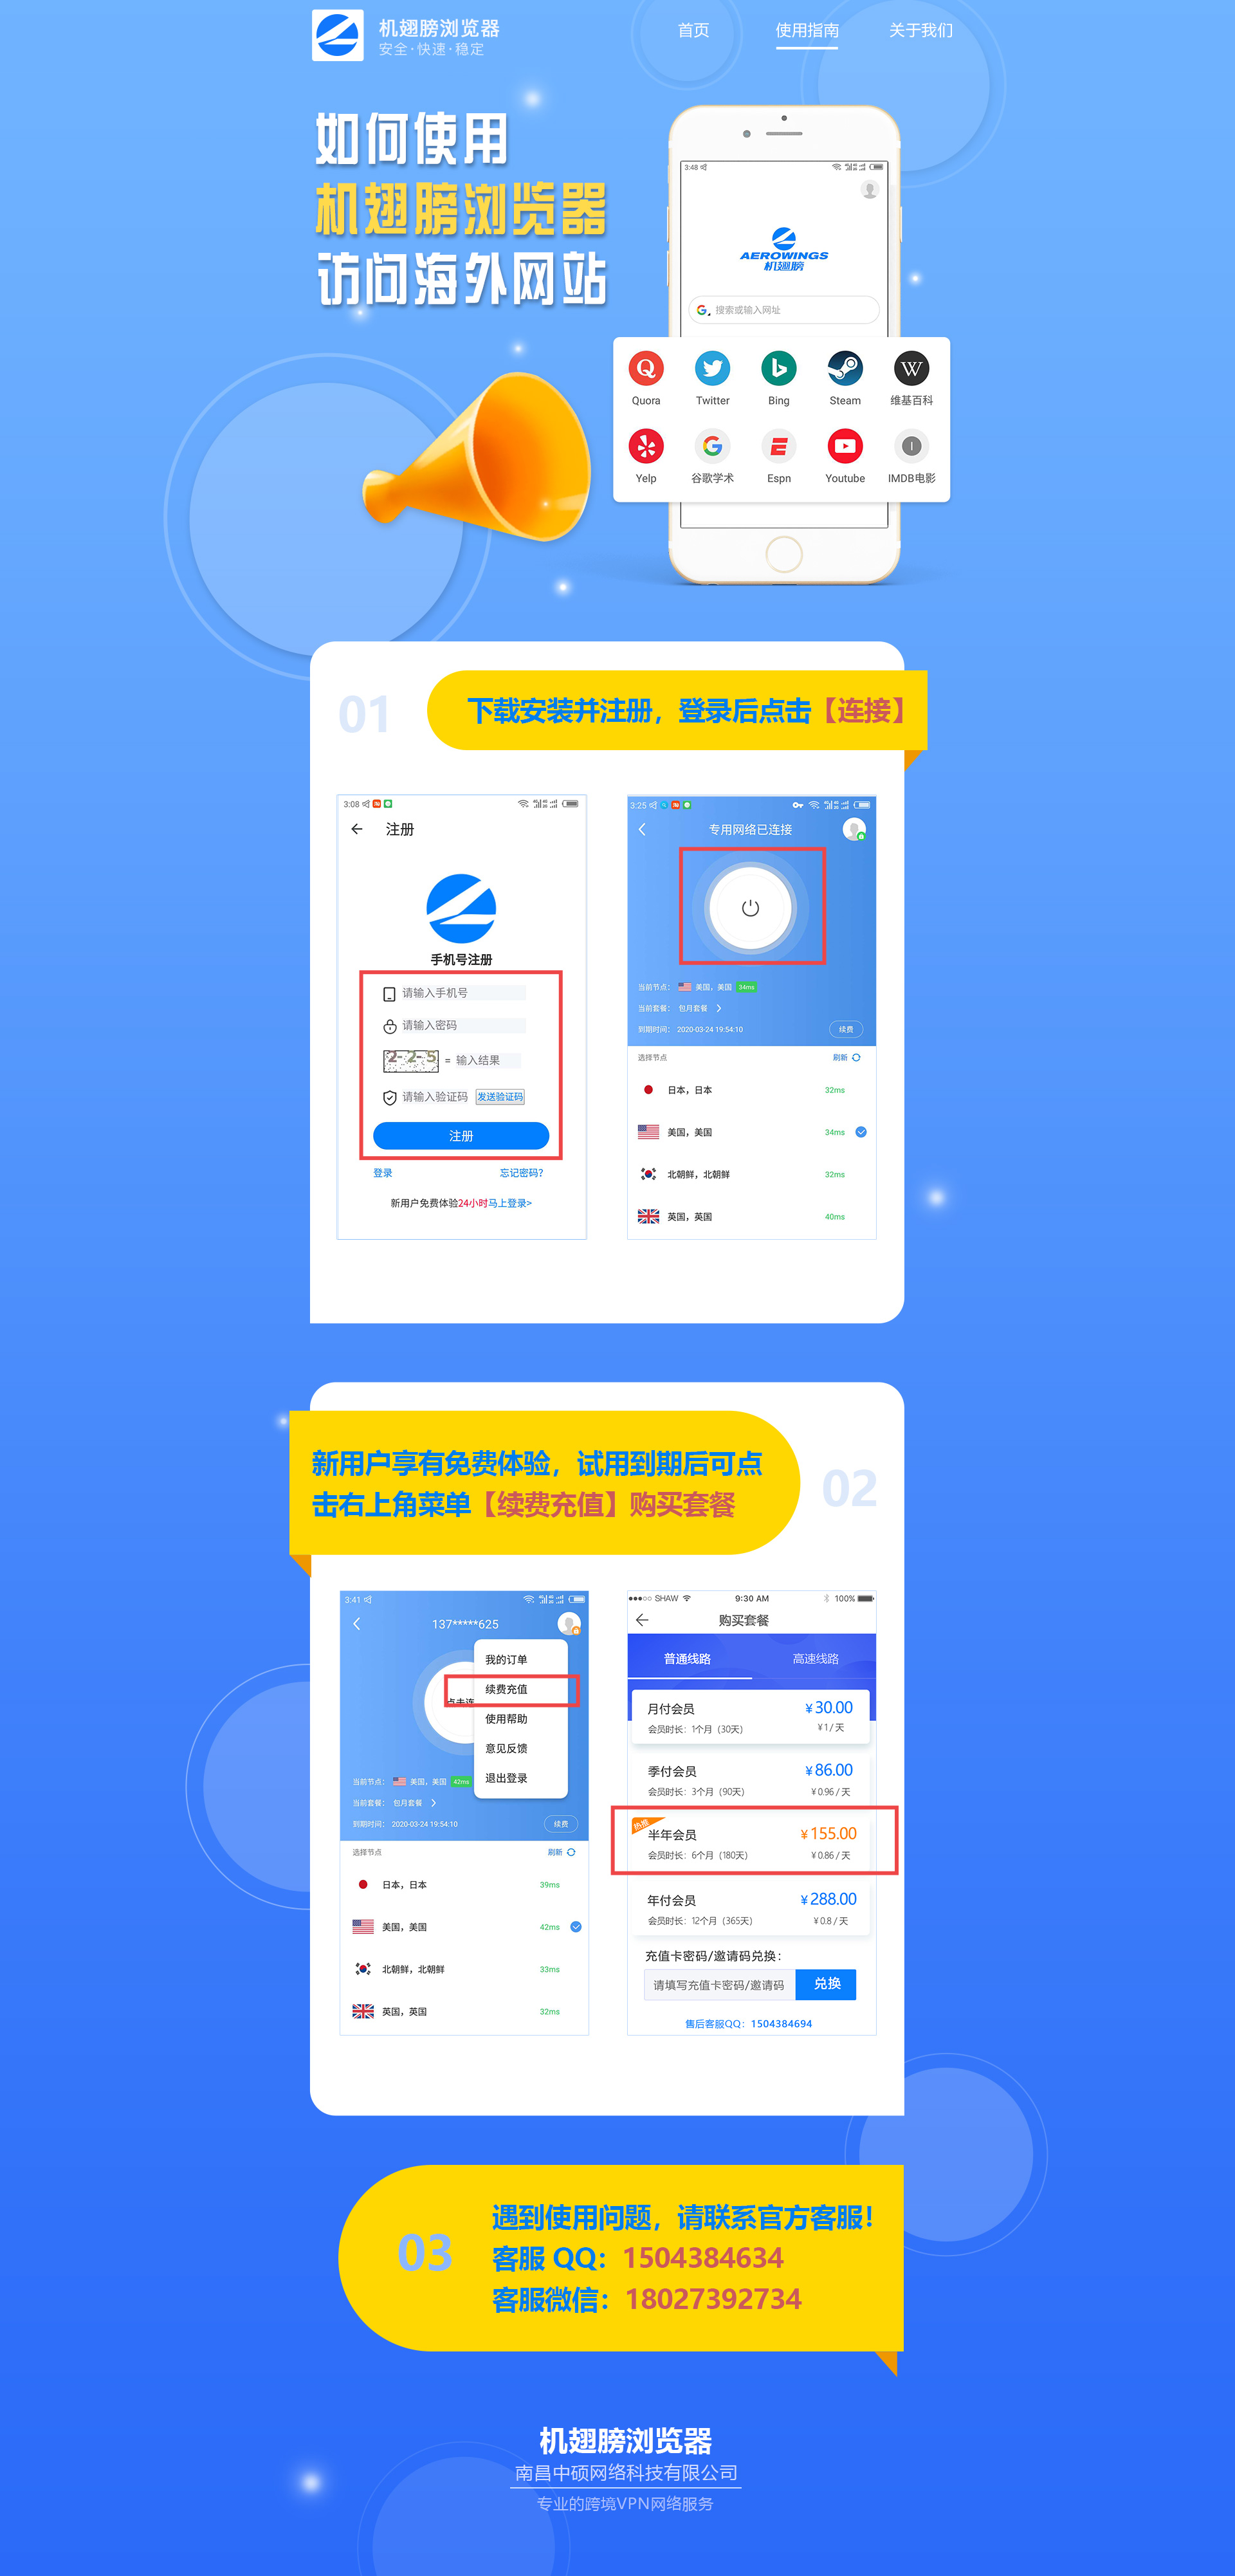 机翅膀浏览器
安全·快速·稳定
首页
使用指南
关于我们
如何使用
机翅膀浏览器
访问海外网站
3:48
AEROWINGS
机翅膀
搜索或输入网址
Quora
Twitter
Bing
Steam
维基百科
Yelp
谷歌学术
Espn
Youtube
IMDB电影
01
下载安装并注册，登录后点击【连接】
3:08
注册
手机号注册
请输入手机号
请输入密码
2-2-5 = 输入结果
请输入验证码 发送验证码
注册
登录 忘记密码?
新用户免费体验24小时马上登录>
3:25
专用网络已连接
当前节点： 美国，美国 34ms
当前套餐： 包月套餐
到期时间： 2020-03-24 19:54:10 续费
选择节点 刷新
日本，日本 32ms
美国，美国 34ms
北朝鲜，北朝鲜 32ms
英国，英国 40ms
新用户享有免费体验，试用到期后可点
击右上角菜单【续费充值】购买套餐
02
3:41
137*****625
我的订单
续费充值
点击连
使用帮助
意见反馈
退出登录
当前节点： 美国，美国 42ms
当前套餐： 包月套餐
到期时间： 2020-03-24 19:54:10 续费
选择节点 刷新
日本，日本 39ms
美国，美国 42ms
北朝鲜，北朝鲜 33ms
英国，英国 32ms
SHAW 9:30 AM 100%
购买套餐
普通线路 高速线路
月付会员 ¥30.00
会员时长：1个月（30天） ¥1/天
季付会员 ¥86.00
会员时长：3个月（90天） ¥0.96/天
热推
半年会员 ¥155.00
会员时长：6个月（180天） ¥0.86/天
年付会员 ¥288.00
会员时长：12个月（365天） ¥0.8/天
充值卡密码/邀请码兑换：
请填写充值卡密码/邀请码 兑换
售后客服QQ：1504384694
03
遇到使用问题，请联系官方客服！
客服 QQ：1504384634
客服微信：18027392734
机翅膀浏览器
南昌中硕网络科技有限公司
专业的跨境VPN网络服务